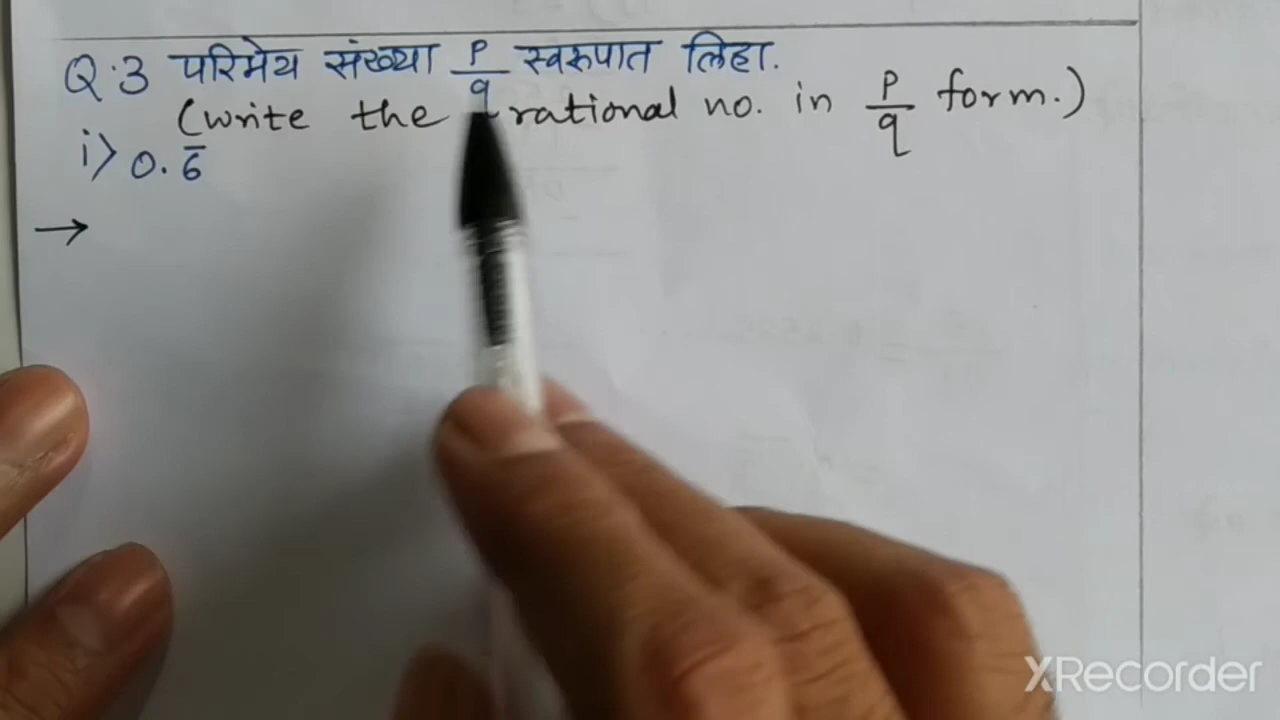 Q.3 परिमेय संख्या p/q स्वरुपात लिहा.
(write the rational no. in p/q form.)
i> 0.6̅
→
XRecorder